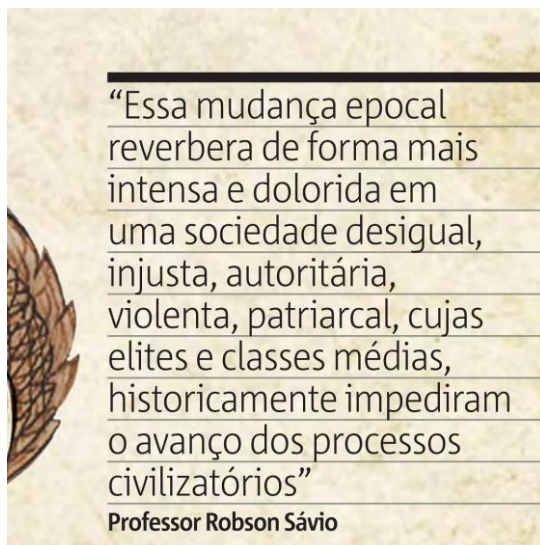 “Essa mudança epocal
reverbera de forma mais
intensa e dolorida em
uma sociedade desigual,
injusta, autoritária,
violenta, patriarcal, cujas
elites e classes médias,
historicamente impediram
o avanço dos processos
civilizatórios”
Professor Robson Sávio